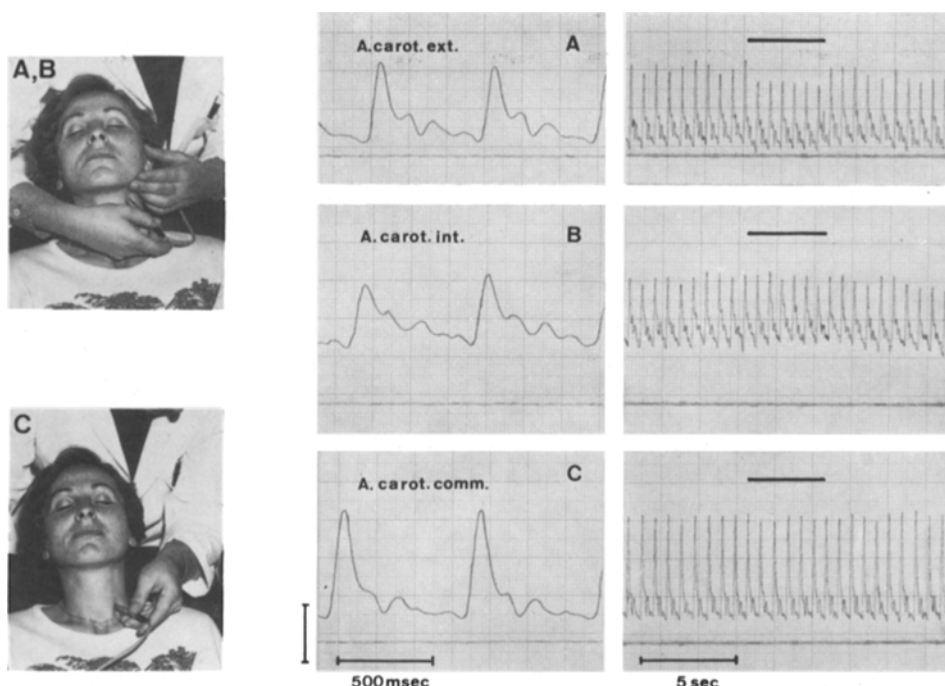 A,B
A.carot.ext. A
A. carot. int. B
C
A. carot. comm. C
500 msec
5 sec